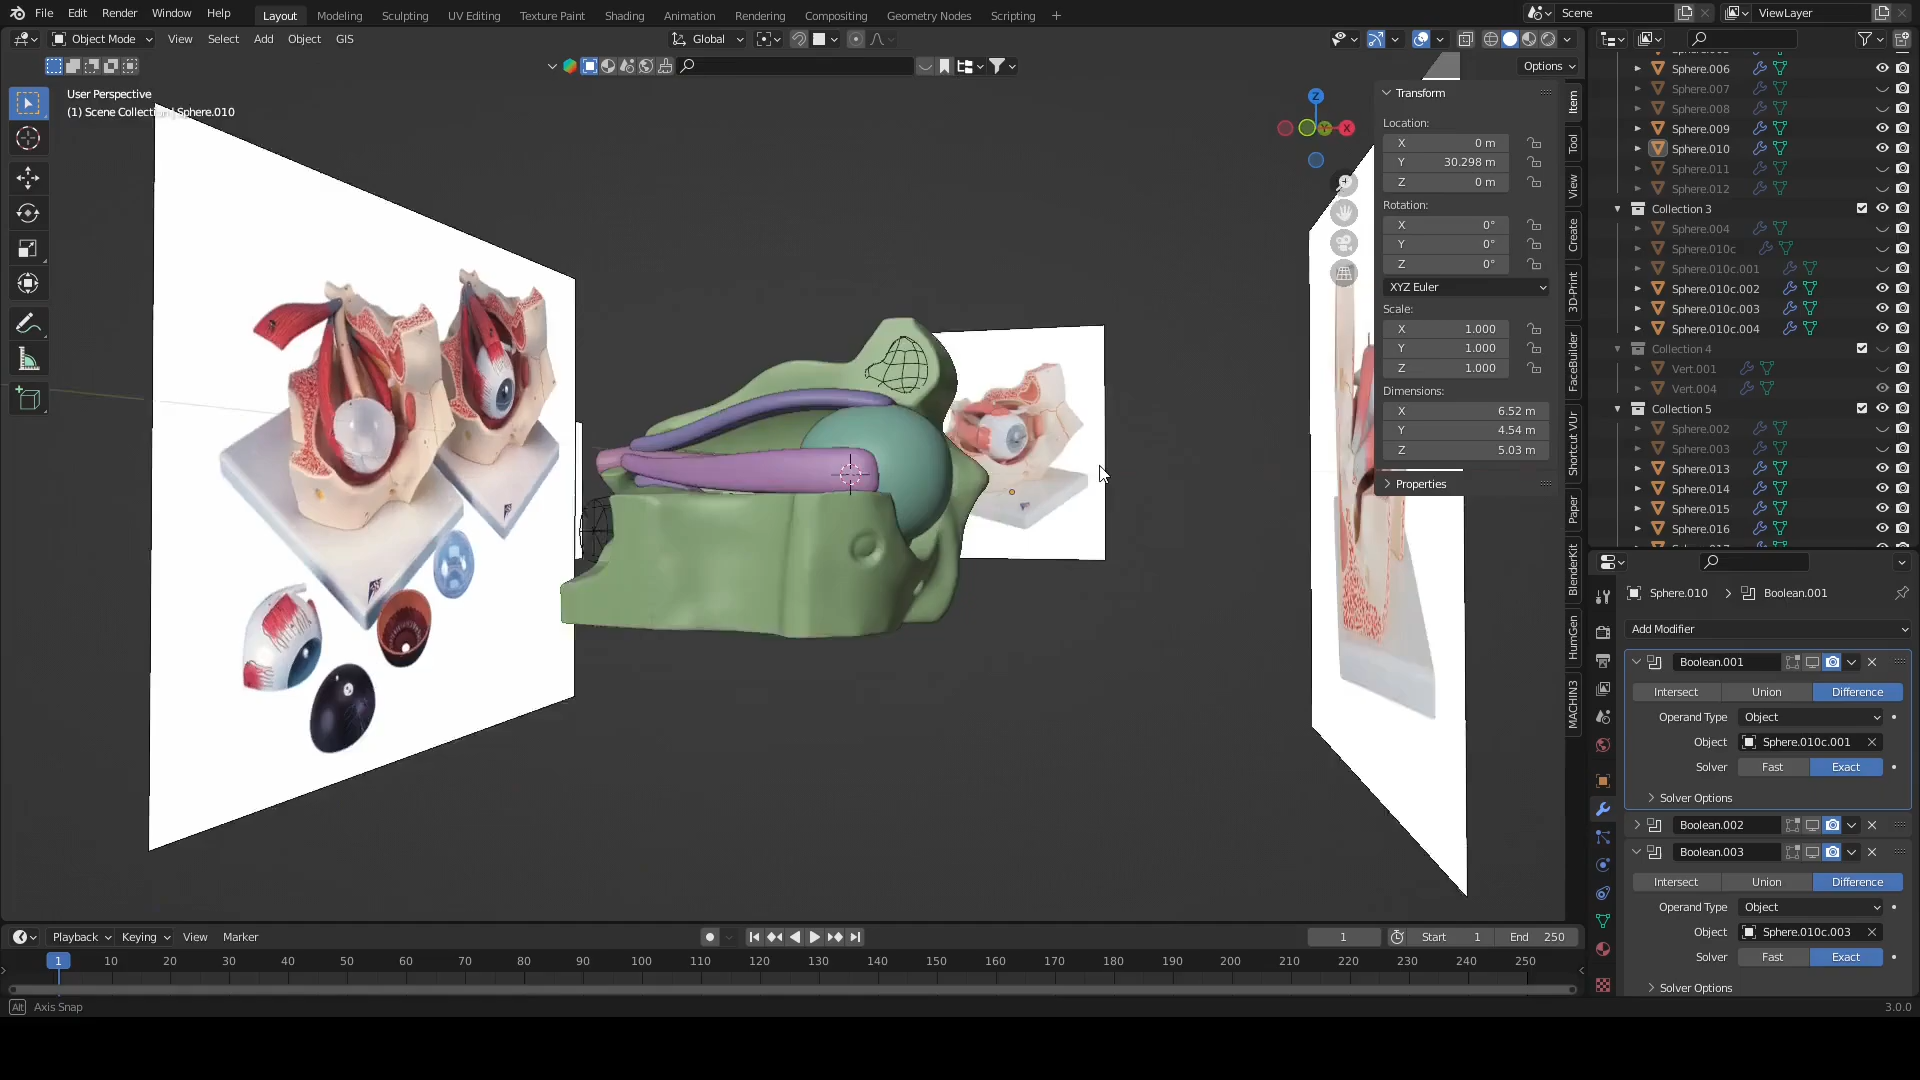 File Edit Render Window Help Layout Modeling Sculpting UV Editing Texture Paint Shading Animation Rendering Compositing Geometry Nodes Scripting + Scene ViewLayer
Object Mode View Select Add Object GIS Global
Options
User Perspective
(1) Scene Collection | Sphere.010
Transform
Location:
X 0 m
Y 30.298 m
Z 0 m
Rotation:
X 0°
Y 0°
Z 0°
XYZ Euler
Scale:
X 1.000
Y 1.000
Z 1.000
Dimensions:
X 6.52 m
Y 4.54 m
Z 5.03 m
Properties
Z
X
Item
Tool
View
Create
3D-Print
FaceBuilder
Shortcut VUr
Paper
BlenderKit
HumGen
MACHIN3
Sphere.006
Sphere.007
Sphere.008
Sphere.009
Sphere.010
Sphere.011
Sphere.012
Collection 3
Sphere.004
Sphere.010c
Sphere.010c.001
Sphere.010c.002
Sphere.010c.003
Sphere.010c.004
Collection 4
Vert.001
Vert.004
Collection 5
Sphere.002
Sphere.003
Sphere.013
Sphere.014
Sphere.015
Sphere.016
Sphere.010 > Boolean.001
Add Modifier
Boolean.001
Intersect Union Difference
Operand Type Object
Object Sphere.010c.001
Solver Fast Exact
Solver Options
Boolean.002
Boolean.003
Intersect Union Difference
Operand Type Object
Object Sphere.010c.003
Solver Fast Exact
Solver Options
Playback Keying View Marker 1 Start 1 End 250
1 10 20 30 40 50 60 70 80 90 100 110 120 130 140 150 160 170 180 190 200 210 220 230 240 250
Alt Axis Snap 3.0.0